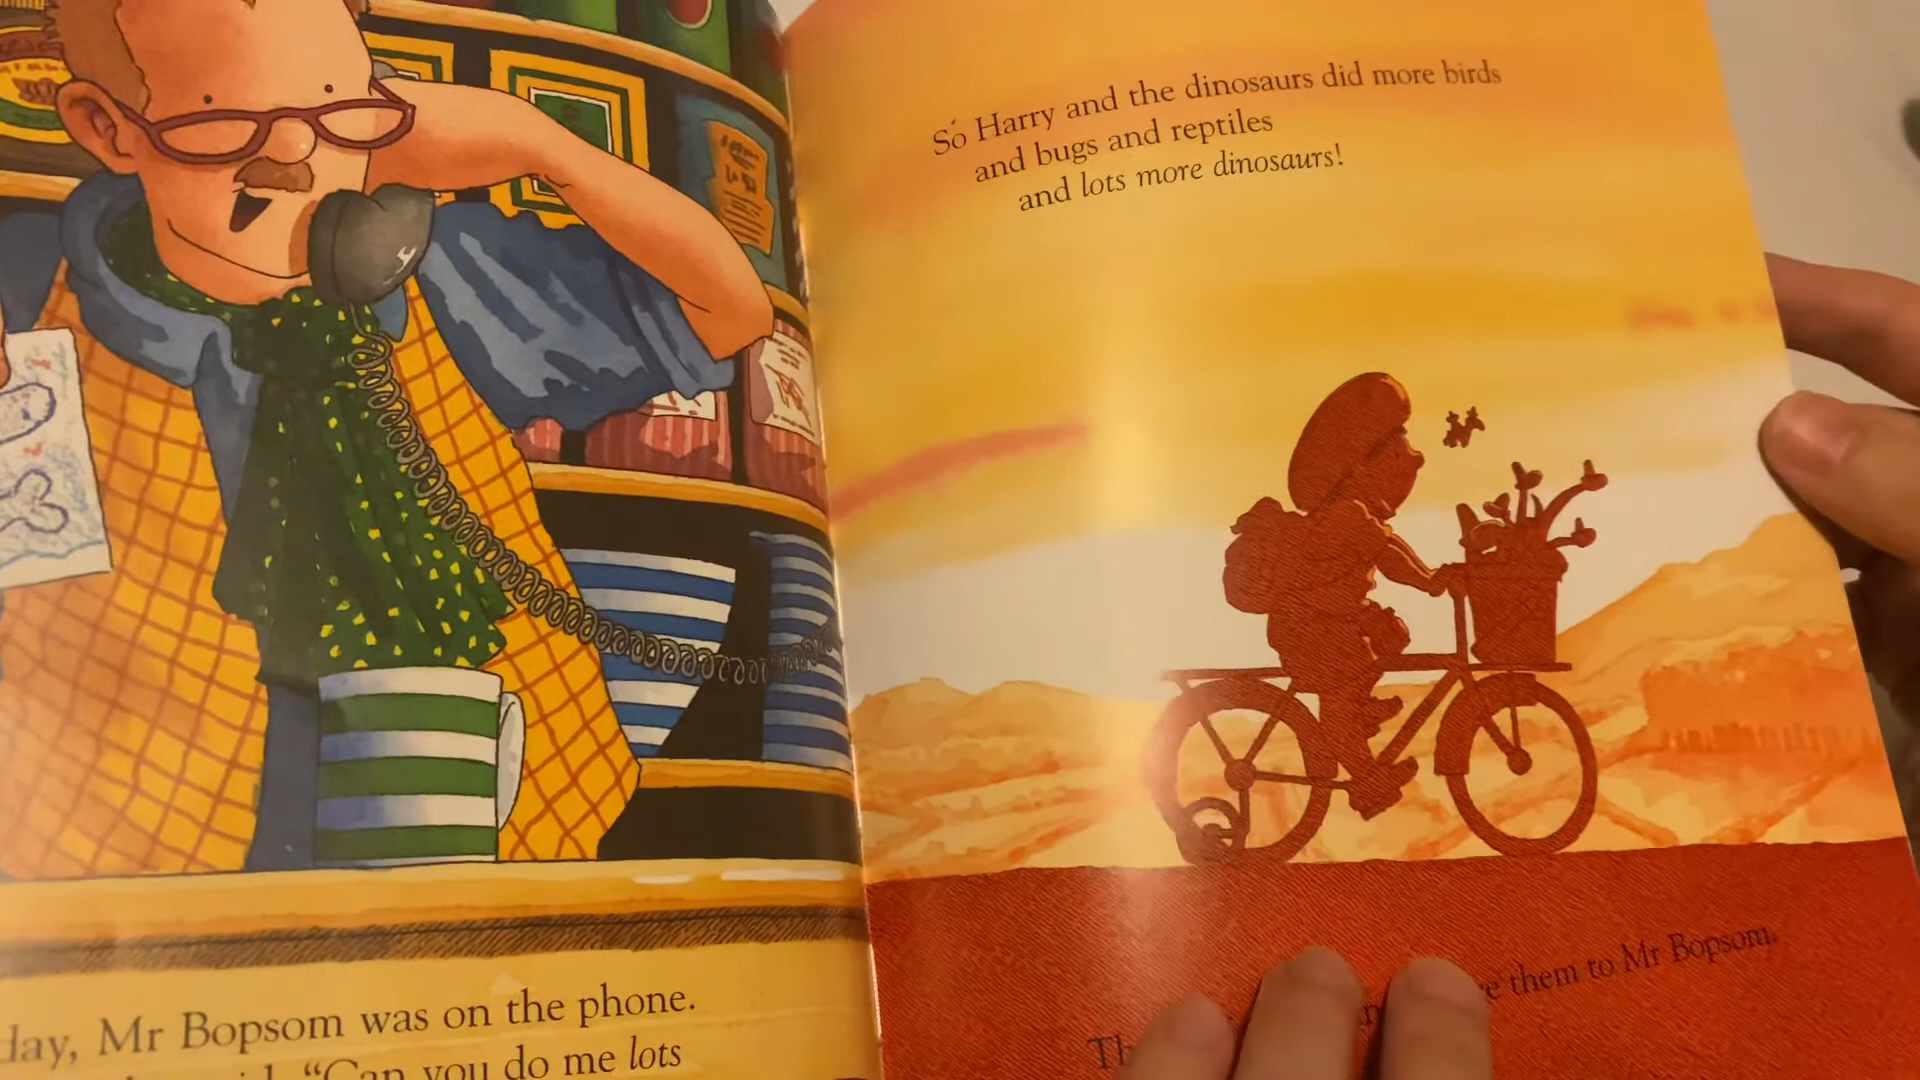 day, Mr Bopsom was on the phone.
"Can you do me lots
So Harry and the dinosaurs did more birds
and bugs and reptiles
and lots more dinosaurs!
them to Mr Bopsom.